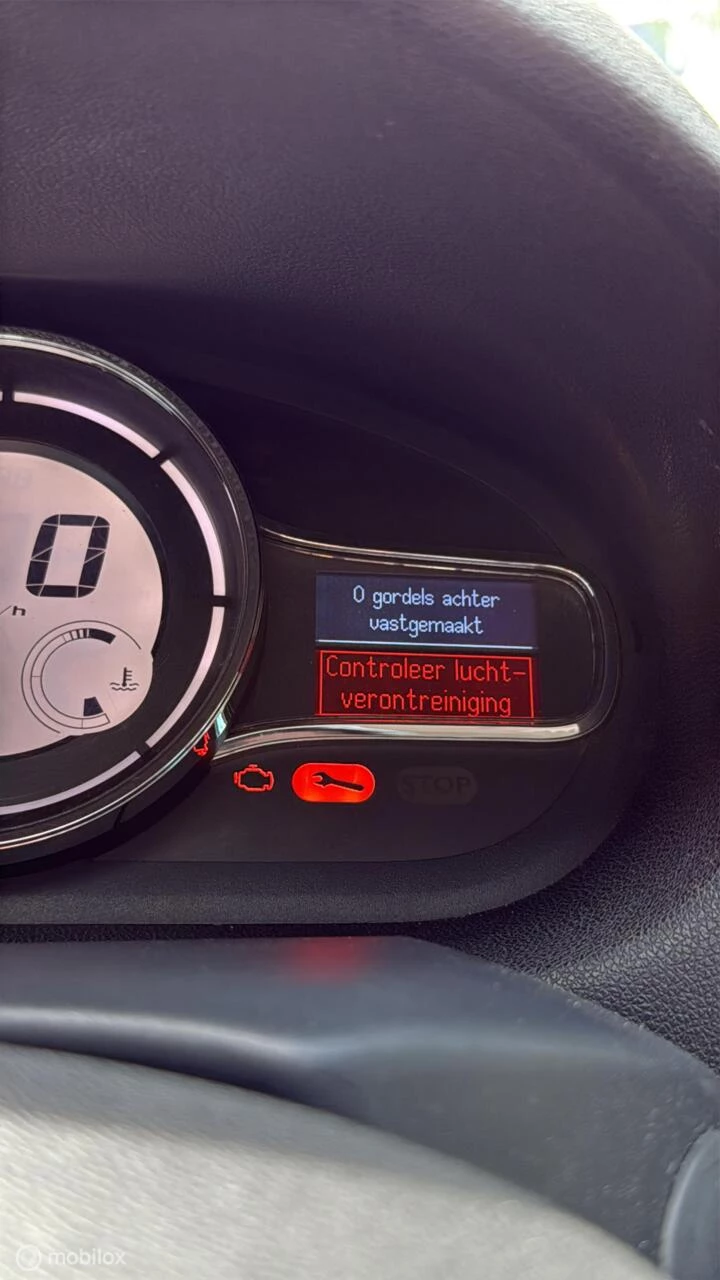 0
/h
0 gordels achter
vastgemaakt
Controleer lucht-
verontreiniging
STOP
mobilox